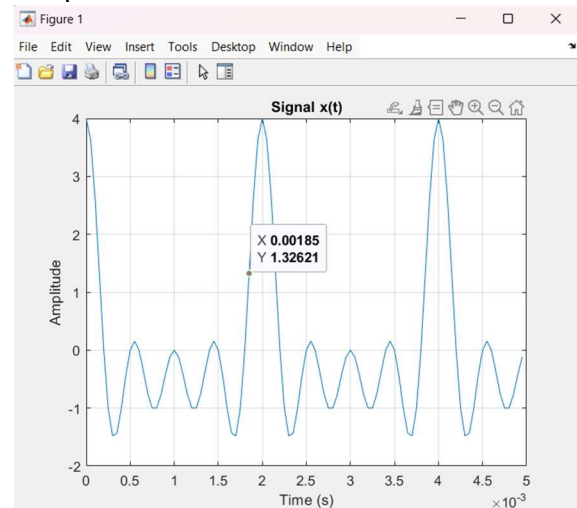 Figure 1
File Edit View Insert Tools Desktop Window Help
Signal x(t)
4
3
2
1
0
-1
-2
Amplitude
X 0.00185
Y 1.32621
0 0.5 1 1.5 2 2.5 3 3.5 4 4.5 5
Time (s)
×10-3